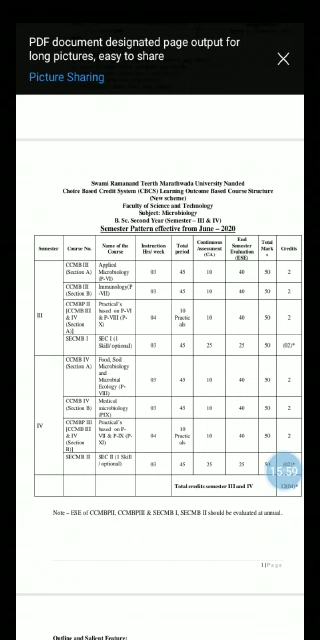 PDF document designated page output for
long pictures, easy to share
Picture Sharing
Swami Ramanand Teerth Marathwada University Nanded
Choice Based Credit System (CBCS) Learning Outcome Based Course Structure
(New scheme)
Faculty of Science and Technology
Subject: Microbiology
B. Sc. Second Year (Semester – III & IV)
Semester Pattern effective from June – 2020
Semester Course No. Name of the Course Instruction Hrs/ week Total period Continuous Assessment (CA) End Semester Evaluation (ESE) Total Mark s Credits
III
CCMB III (Section A) Applied Microbiology (P-VI) 03 45 10 40 50 2
CCMB III (Section B) Immunology(P-VII) 03 45 10 40 50 2
CCMBP II [CCMB III & IV (Section A)] Practical's based on P-VI & P-VIII (P-X) 04 10 Practic als 10 40 50 2
SECMB I SEC I (1 Skill/ optional) 03 45 25 25 50 (02)*
IV
CCMB IV (Section A) Food, Soil Microbiology and Microbial Ecology (P-VIII) 03 45 10 40 50 2
CCMB IV (Section B) Medical microbiology (PIX) 03 45 10 40 50 2
CCMBP III [CCMB III & IV (Section B)] Practical's based on P-VII & P-IX (P-XI) 04 10 Practic als 10 40 50 2
SECMB II SEC II (1 Skill / optional) 03 45 25 25 50 (02)*
15:59
Total credits semester III and IV
Note – ESE of CCMBPII, CCMBPIII & SECMB I, SECMB II should be evaluated at annual.
1 | Page
Outline and Salient Feature: